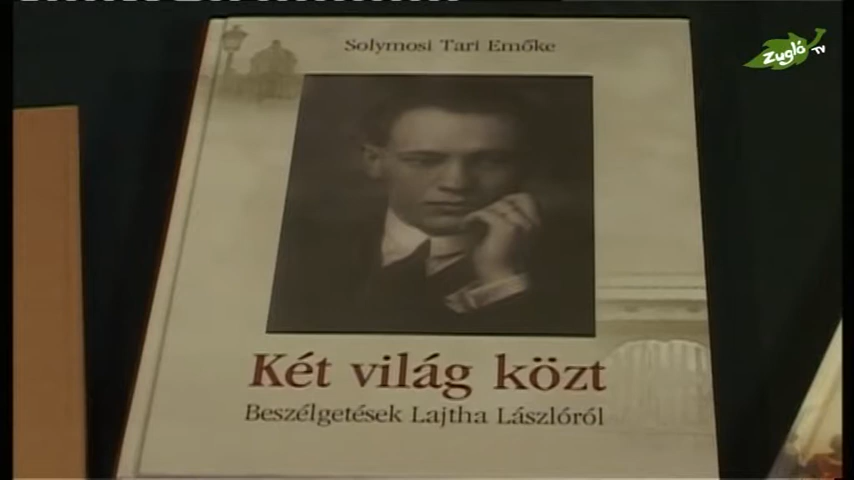 Zugló TV
Solymosi Tari Emőke
Két világ közt
Beszélgetések Lajtha Lászlóról